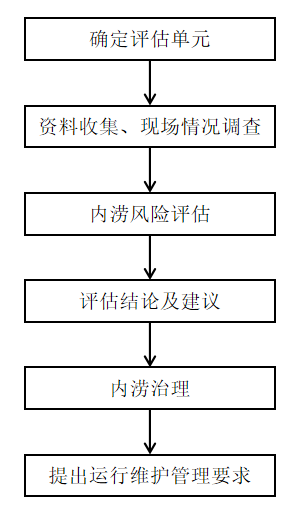 确定评估单元
资料收集、现场情况调查
内涝风险评估
评估结论及建议
内涝治理
提出运行维护管理要求